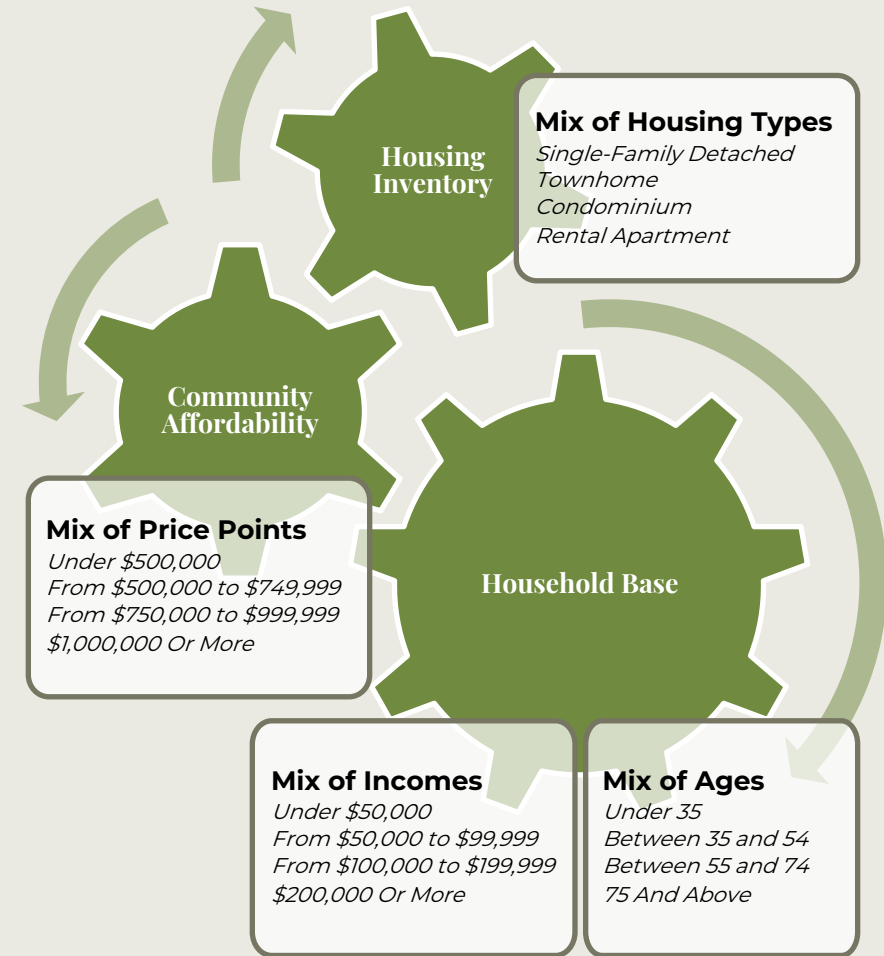 Housing
Inventory
Mix of Housing Types
Single-Family Detached
Townhome
Condominium
Rental Apartment
Community
Affordability
Mix of Price Points
Under $500,000
From $500,000 to $749,999
From $750,000 to $999,999
$1,000,000 Or More
Household Base
Mix of Incomes
Under $50,000
From $50,000 to $99,999
From $100,000 to $199,999
$200,000 Or More
Mix of Ages
Under 35
Between 35 and 54
Between 55 and 74
75 And Above